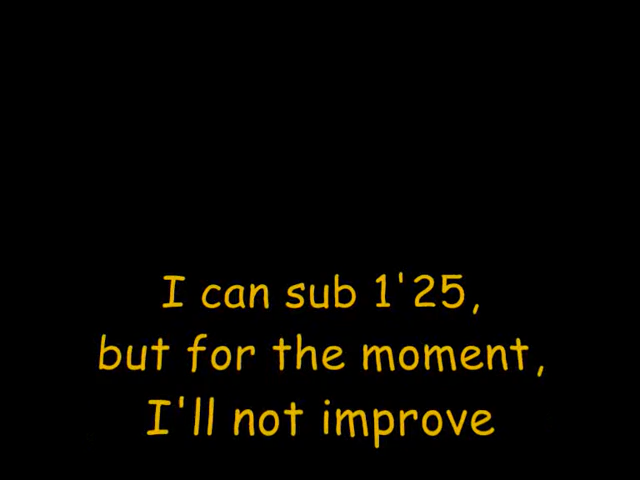 I can sub 1'25,
but for the moment,
I'll not improve